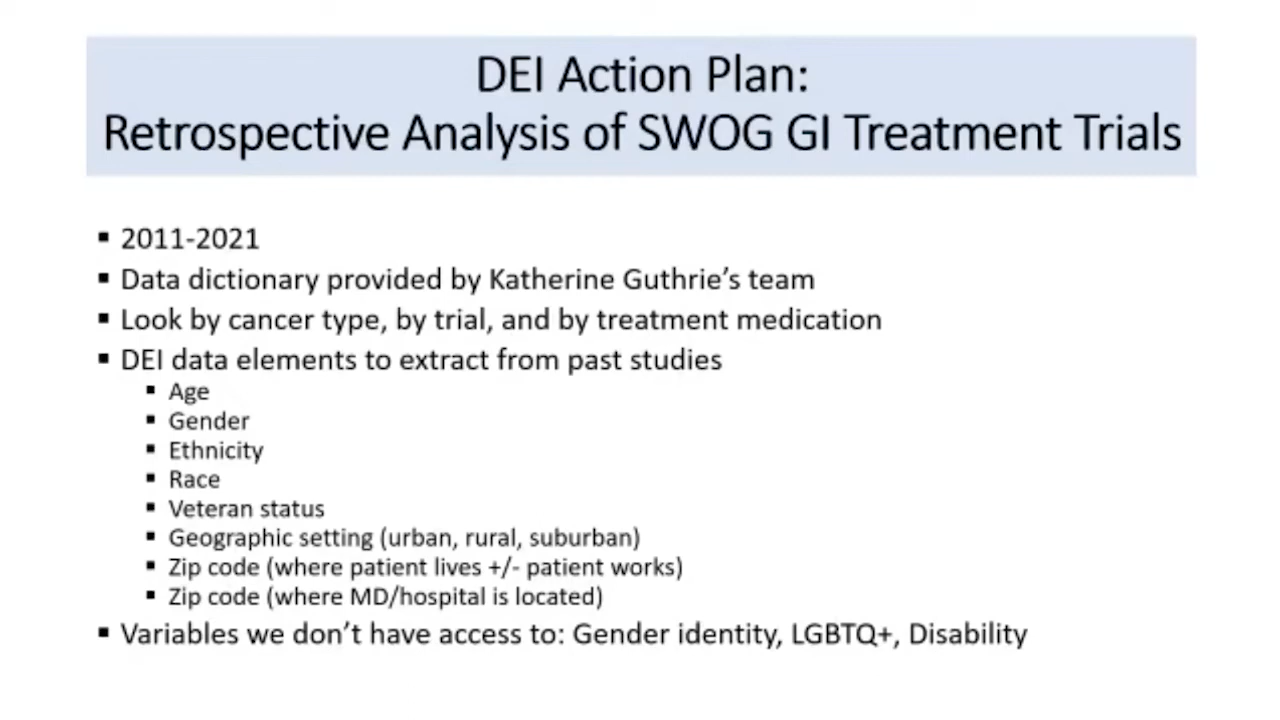 DEI Action Plan:
Retrospective Analysis of SWOG GI Treatment Trials
▪ 2011-2021
▪ Data dictionary provided by Katherine Guthrie’s team
▪ Look by cancer type, by trial, and by treatment medication
▪ DEI data elements to extract from past studies
▪ Age
▪ Gender
▪ Ethnicity
▪ Race
▪ Veteran status
▪ Geographic setting (urban, rural, suburban)
▪ Zip code (where patient lives +/- patient works)
▪ Zip code (where MD/hospital is located)
▪ Variables we don’t have access to: Gender identity, LGBTQ+, Disability